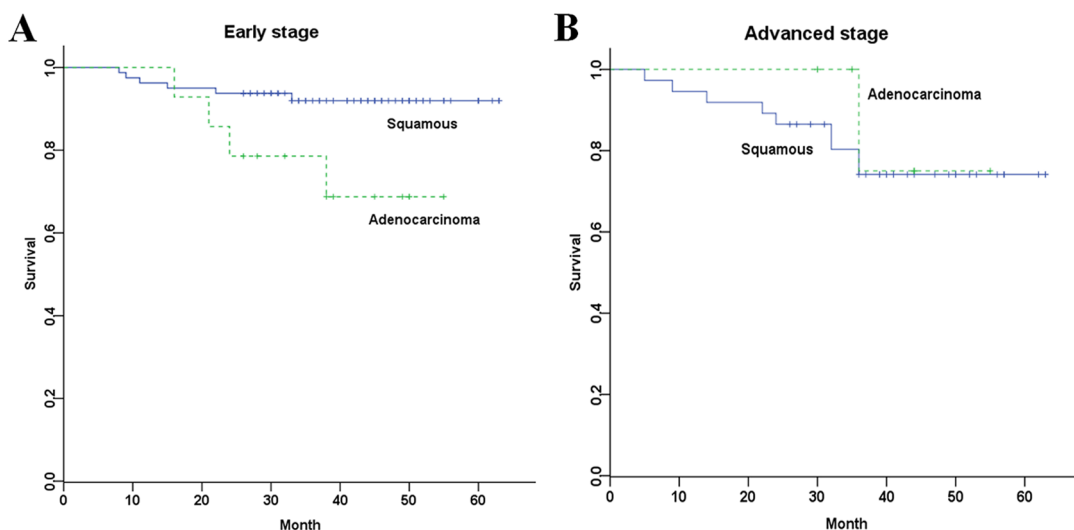 A
Early stage
1.0
0.8
0.6
0.4
0.2
0.0
Survival
Squamous
Adenocarcinoma
0 10 20 30 40 50 60
Month
B
Advanced stage
1.0
0.8
0.6
0.4
0.2
0.0
Survival
Adenocarcinoma
Squamous
0 10 20 30 40 50 60
Month